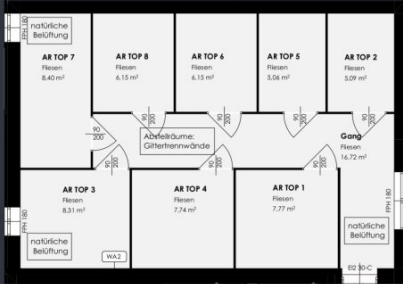 FPH 180
natürliche
Belüftung
AR TOP 7
Fliesen
8.40 m²
AR TOP 8
Fliesen
6.15 m²
AR TOP 6
Fliesen
6.15 m²
AR TOP 5
Fliesen
5.06 m²
AR TOP 2
Fliesen
5.09 m²
90
200
90
200
90
200
90
200
90
200
Abstellräume:
Gittertrennwände
Gang
Fliesen
16.72 m²
90
200
90
200
90
200
AR TOP 3
Fliesen
8.31 m²
AR TOP 4
Fliesen
7.74 m²
AR TOP 1
Fliesen
7.77 m²
FPH 180
natürliche
Belüftung
WA2
FPH 180
natürliche
Belüftung
EI2 30-C